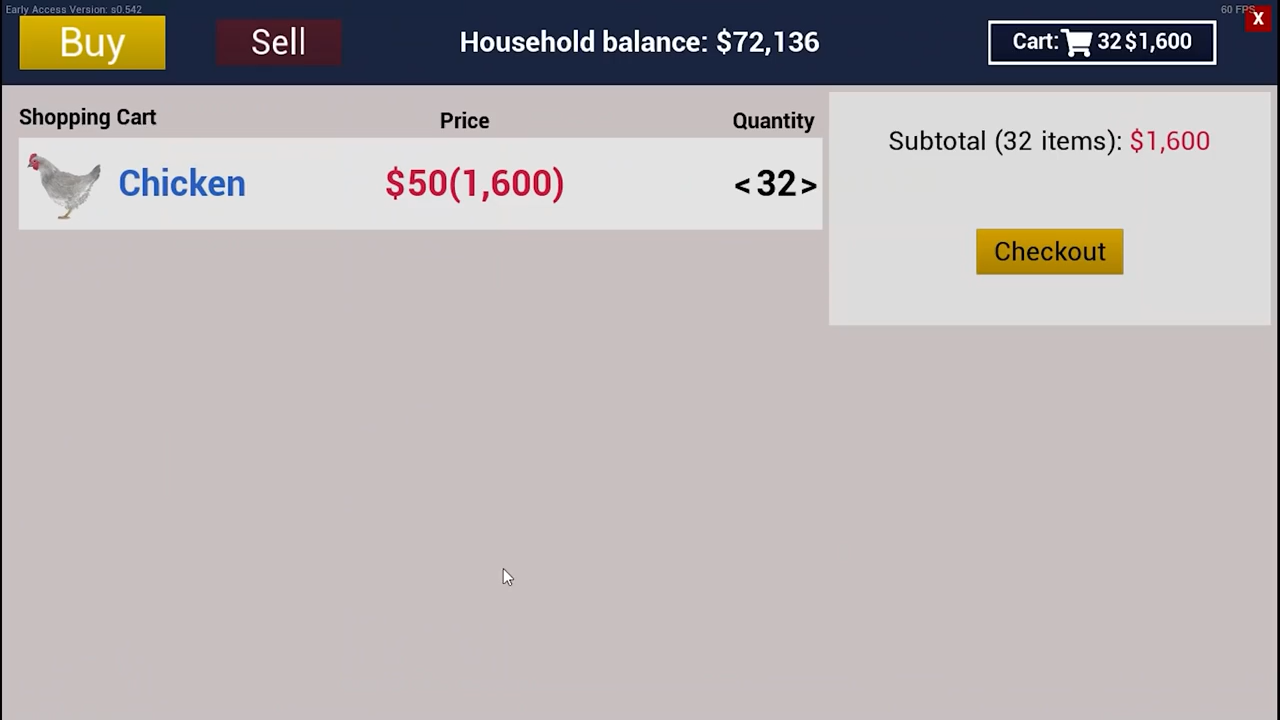 Early Access Version: s0.542
60 FPS
X
Buy
Sell
Household balance: $72,136
Cart: 32 $1,600
Shopping Cart
Price
Quantity
Subtotal (32 items): $1,600
Chicken
$50(1,600)
<32>
Checkout